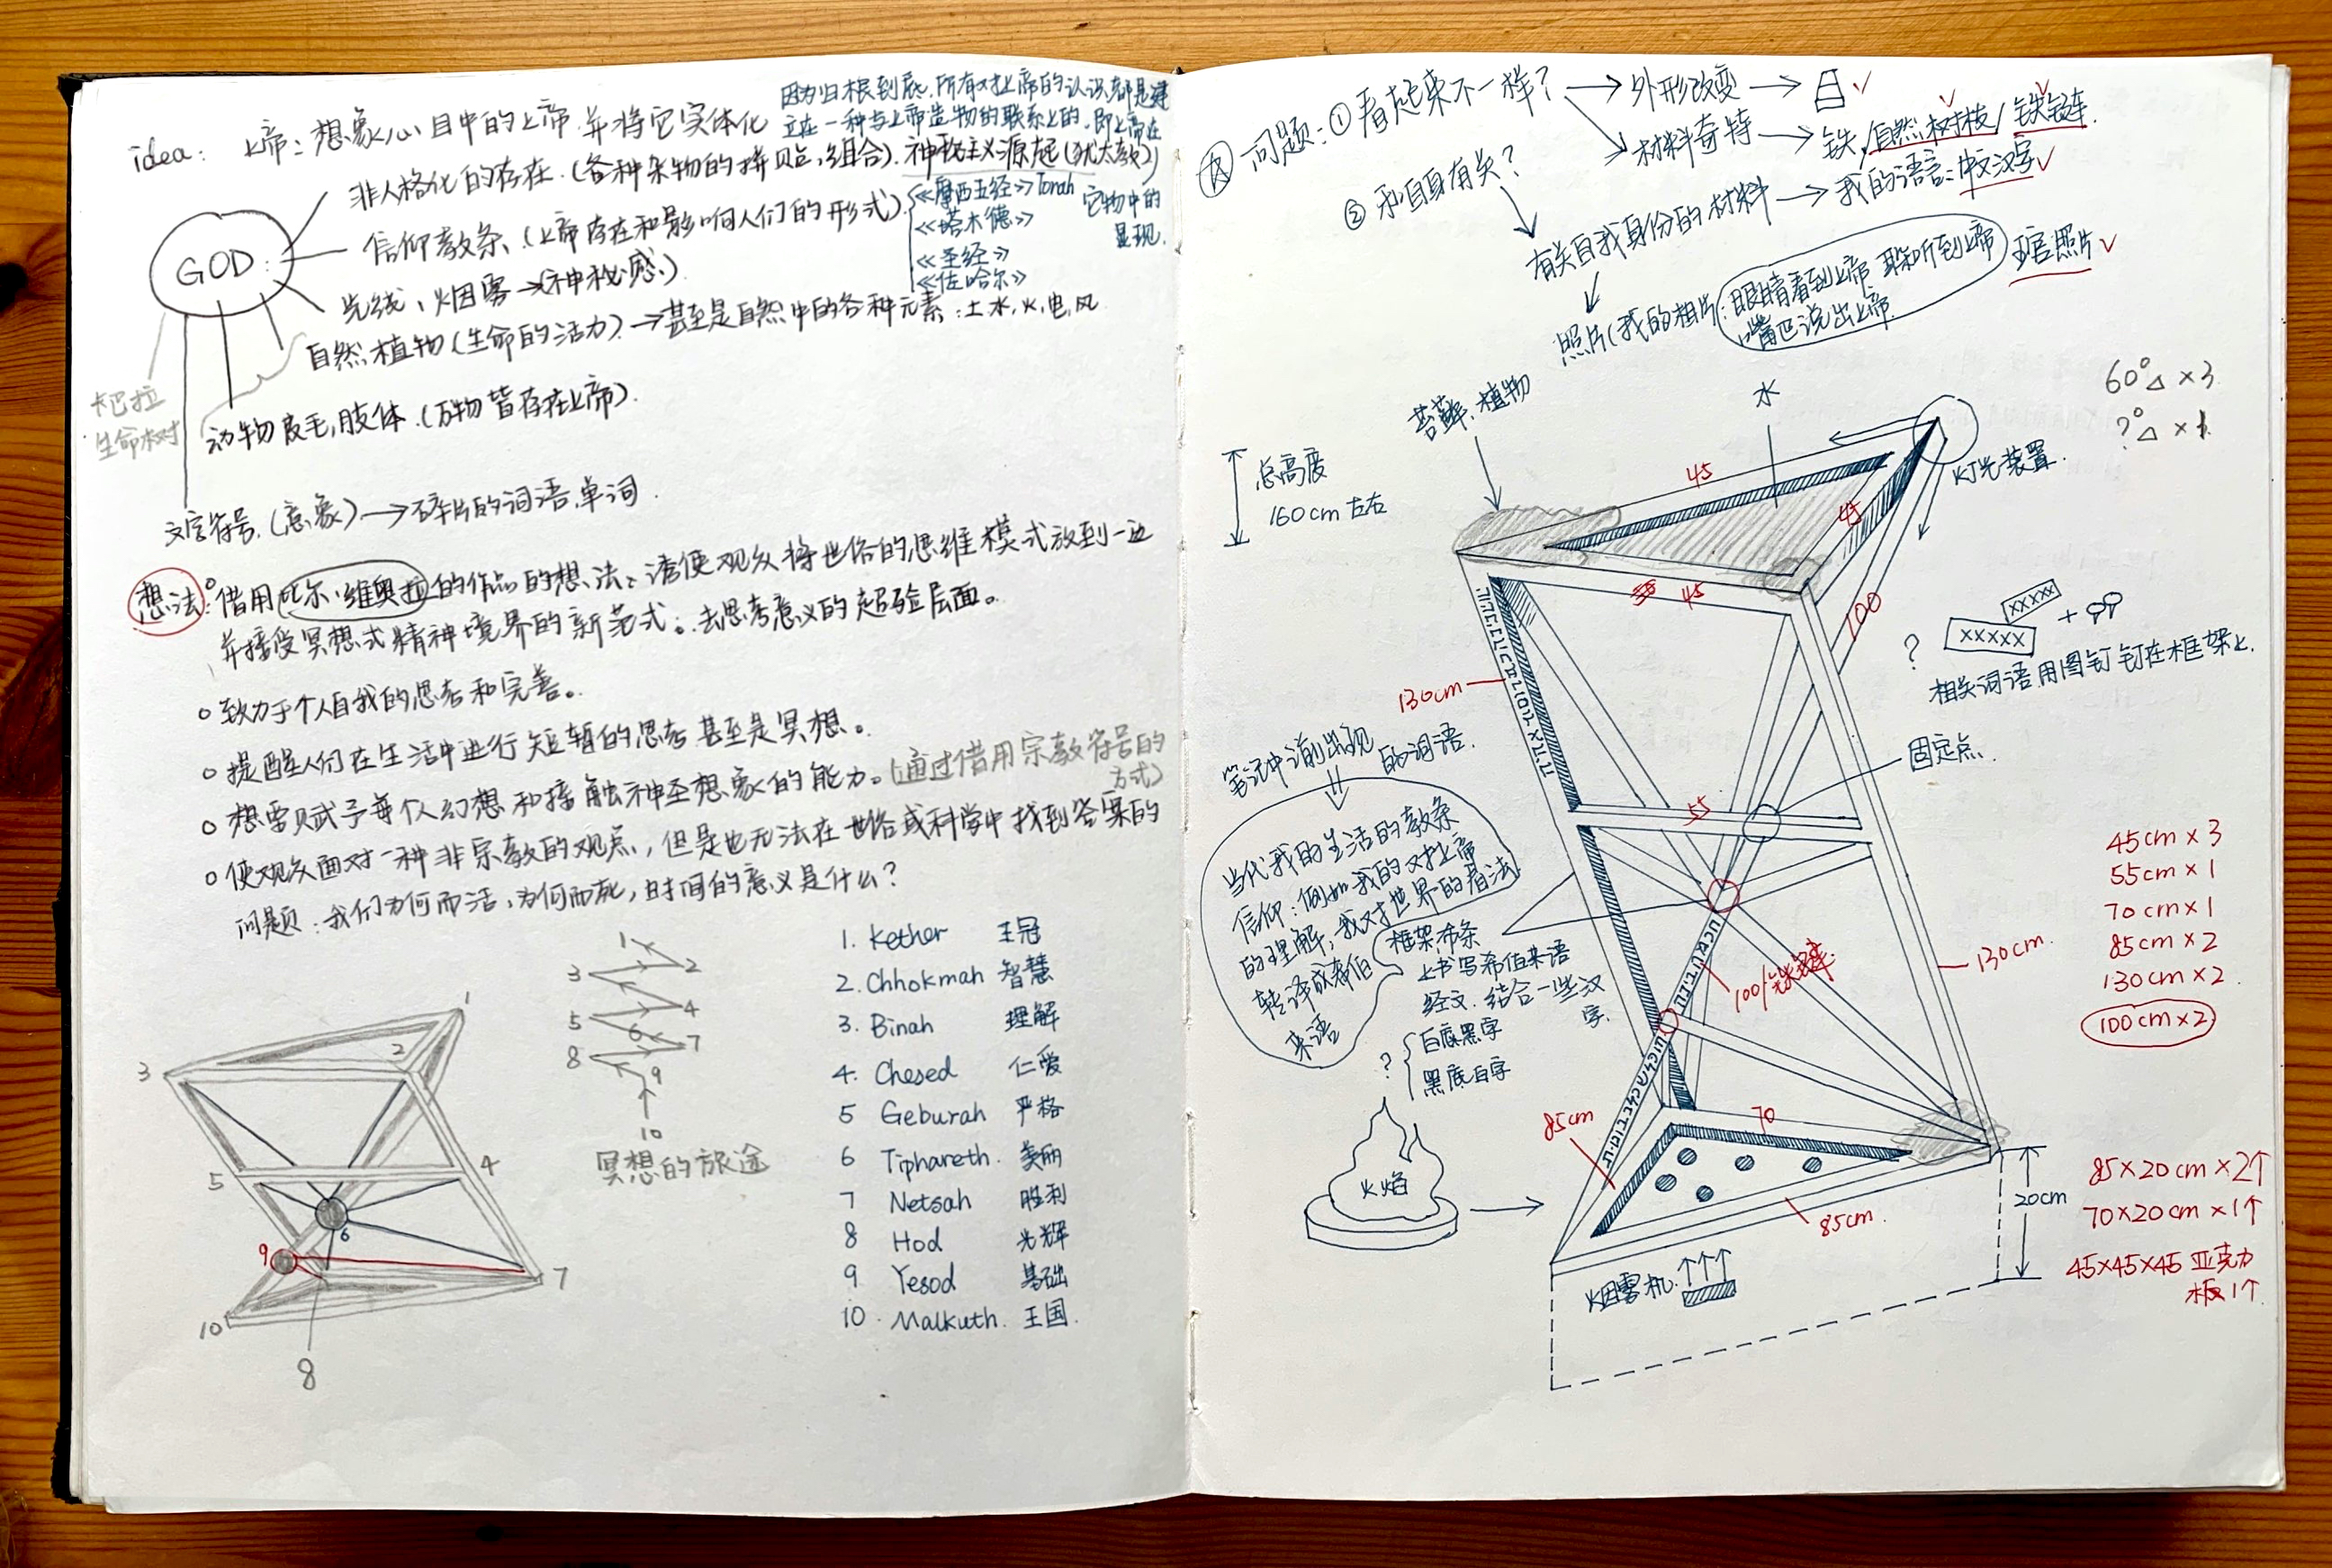 idea: 上帝:想象心目中的上帝.并将它实体化
因为归根到底.所有对上帝的认识都是建
立在一种与上帝造物的联系上的.即上帝在
它物中的
显现.
非人格化的存在.(各种杂物的拼贴,组合).神秘主义源起(犹太教)
GOD:
信仰教条、(上帝存在和影响人们的形式).
《摩西五经》Torah
《塔木德》
《圣经》
《佐哈尔》
光线、烟雾→(神秘感.)
自然,植物(生命的活力).→甚至是自然中的各种元素:土,水,火,电,风
卡巴拉
生命树
动物皮毛,肢体.(万物皆存在上帝).
文字符号.(意象)→碎片的词语,单词.
想法:借用比尔·维奥拉的作品的想法:诱使观众将世俗的思维模式放到一边
并接受冥想式精神境界的新范式。去思考意义的超验层面。
○ 致力于个人自我的思考和完善。
○ 提醒人们在生活中进行短暂的思考甚至是冥想。
○ 想要赋予每个人幻想和接触神圣想象的能力。(通过借用宗教符号的
方式)
○ 使观众面对一种非宗教的观点,但是也无法在世俗或科学中找到答案的
问题:我们为何而活,为何而死,时间的意义是什么?
1
2
3
4
5
6
7
8
9
10
冥想的旅途
1. Kether 王冠
2. Chhokmah 智慧
3. Binah 理解
4. Chesed 仁爱
5 Geburah 严格
6 Tiphareth. 美丽
7 Netsah 胜利
8 Hod 光辉
9 Yesod 基础
10. Malkuth. 王国.
1
2
3
4
5
6
7
8
9
10
问题:① 看起来不一样? → 外形改变 →
材料奇特 → 铁,自然,树枝/铁链.
② 和自身有关?
有关自我身份的材料 → 我的语言:中文汉字
照片(我的相片:眼睛看到上帝 耳朵听到上帝
嘴巴说出上帝.
五官照片
苔藓,植物
水
60°△×3
?°△×1
总高度
160cm左右
灯光装置.
45
45
45
100
130cm
? XXXXX XXXXX +
相关词语用图钉钉在框架上.
固定点.
55
笔记中之前出现
的词语.
当代我的生活的教条
信仰:例如我的对上帝
的理解,我对世界的看法
转译成希伯
来语
框架布条
上书写希伯来语
经文.结合一些汉
字.
? 白底黑字
黑底白字
100/铁链
130cm.
45cm×3
55cm×1
70cm×1
85cm×2
130cm×2
100cm×2
火焰
85cm
70
85cm.
20cm
烟雾机.
85×20cm×2个
70×20cm×1个
45×45×45 亚克力
板1个